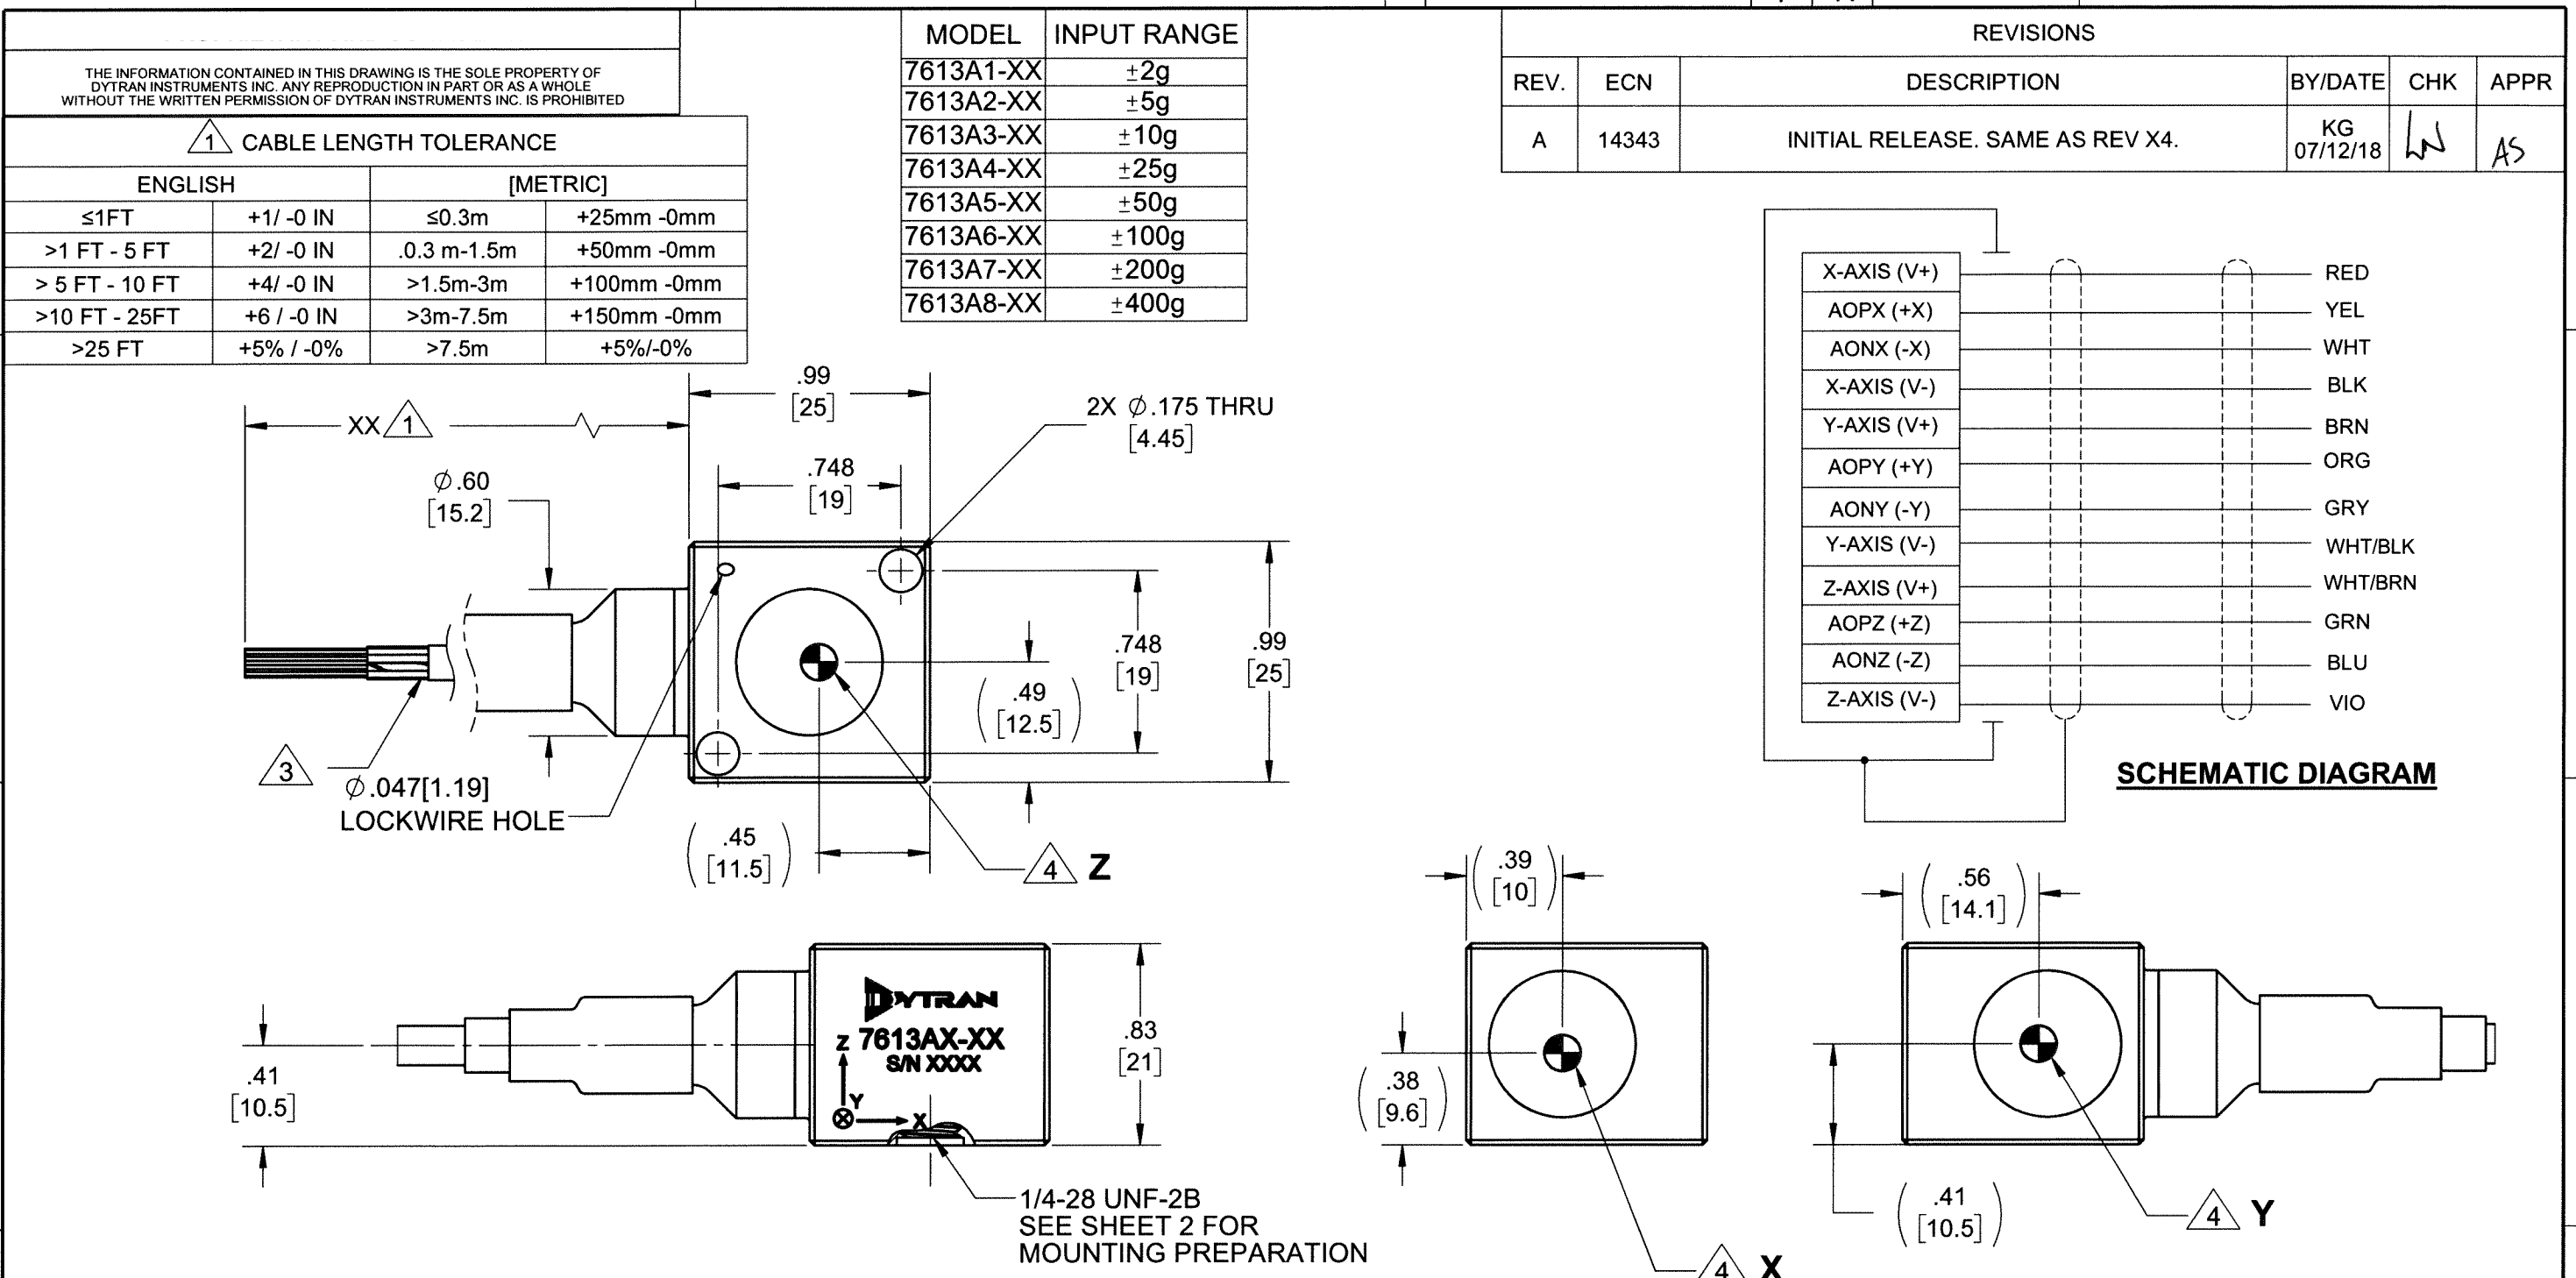 THE INFORMATION CONTAINED IN THIS DRAWING IS THE SOLE PROPERTY OF
DYTRAN INSTRUMENTS INC. ANY REPRODUCTION IN PART OR AS A WHOLE
WITHOUT THE WRITTEN PERMISSION OF DYTRAN INSTRUMENTS INC. IS PROHIBITED
1 CABLE LENGTH TOLERANCE
ENGLISH [METRIC]
≤1FT +1/ -0 IN ≤0.3m +25mm -0mm
>1 FT - 5 FT +2/ -0 IN .0.3 m-1.5m +50mm -0mm
> 5 FT - 10 FT +4/ -0 IN >1.5m-3m +100mm -0mm
>10 FT - 25FT +6 / -0 IN >3m-7.5m +150mm -0mm
>25 FT +5% / -0% >7.5m +5%/-0%
MODEL INPUT RANGE
7613A1-XX ±2g
7613A2-XX ±5g
7613A3-XX ±10g
7613A4-XX ±25g
7613A5-XX ±50g
7613A6-XX ±100g
7613A7-XX ±200g
7613A8-XX ±400g
REVISIONS
REV. ECN DESCRIPTION BY/DATE CHK APPR
A 14343 INITIAL RELEASE. SAME AS REV X4. KG
07/12/18 LN AS
X-AXIS (V+) RED
AOPX (+X) YEL
AONX (-X) WHT
X-AXIS (V-) BLK
Y-AXIS (V+) BRN
AOPY (+Y) ORG
AONY (-Y) GRY
Y-AXIS (V-) WHT/BLK
Z-AXIS (V+) WHT/BRN
AOPZ (+Z) GRN
AONZ (-Z) BLU
Z-AXIS (V-) VIO
SCHEMATIC DIAGRAM
XX 1
.99
[25]
2X ∅.175 THRU
[4.45]
.748
[19]
∅.60
[15.2]
.748
[19]
.99
[25]
(.49
[12.5])
3
∅.047[1.19]
LOCKWIRE HOLE
(.45
[11.5])
4 Z
DYTRAN
7613AX-XX
S/N XXXX
Z
Y
X
.83
[21]
.41
[10.5]
1/4-28 UNF-2B
SEE SHEET 2 FOR
MOUNTING PREPARATION
(.39
[10])
(.38
[9.6])
4 X
(.56
[14.1])
(.41
[10.5])
4 Y